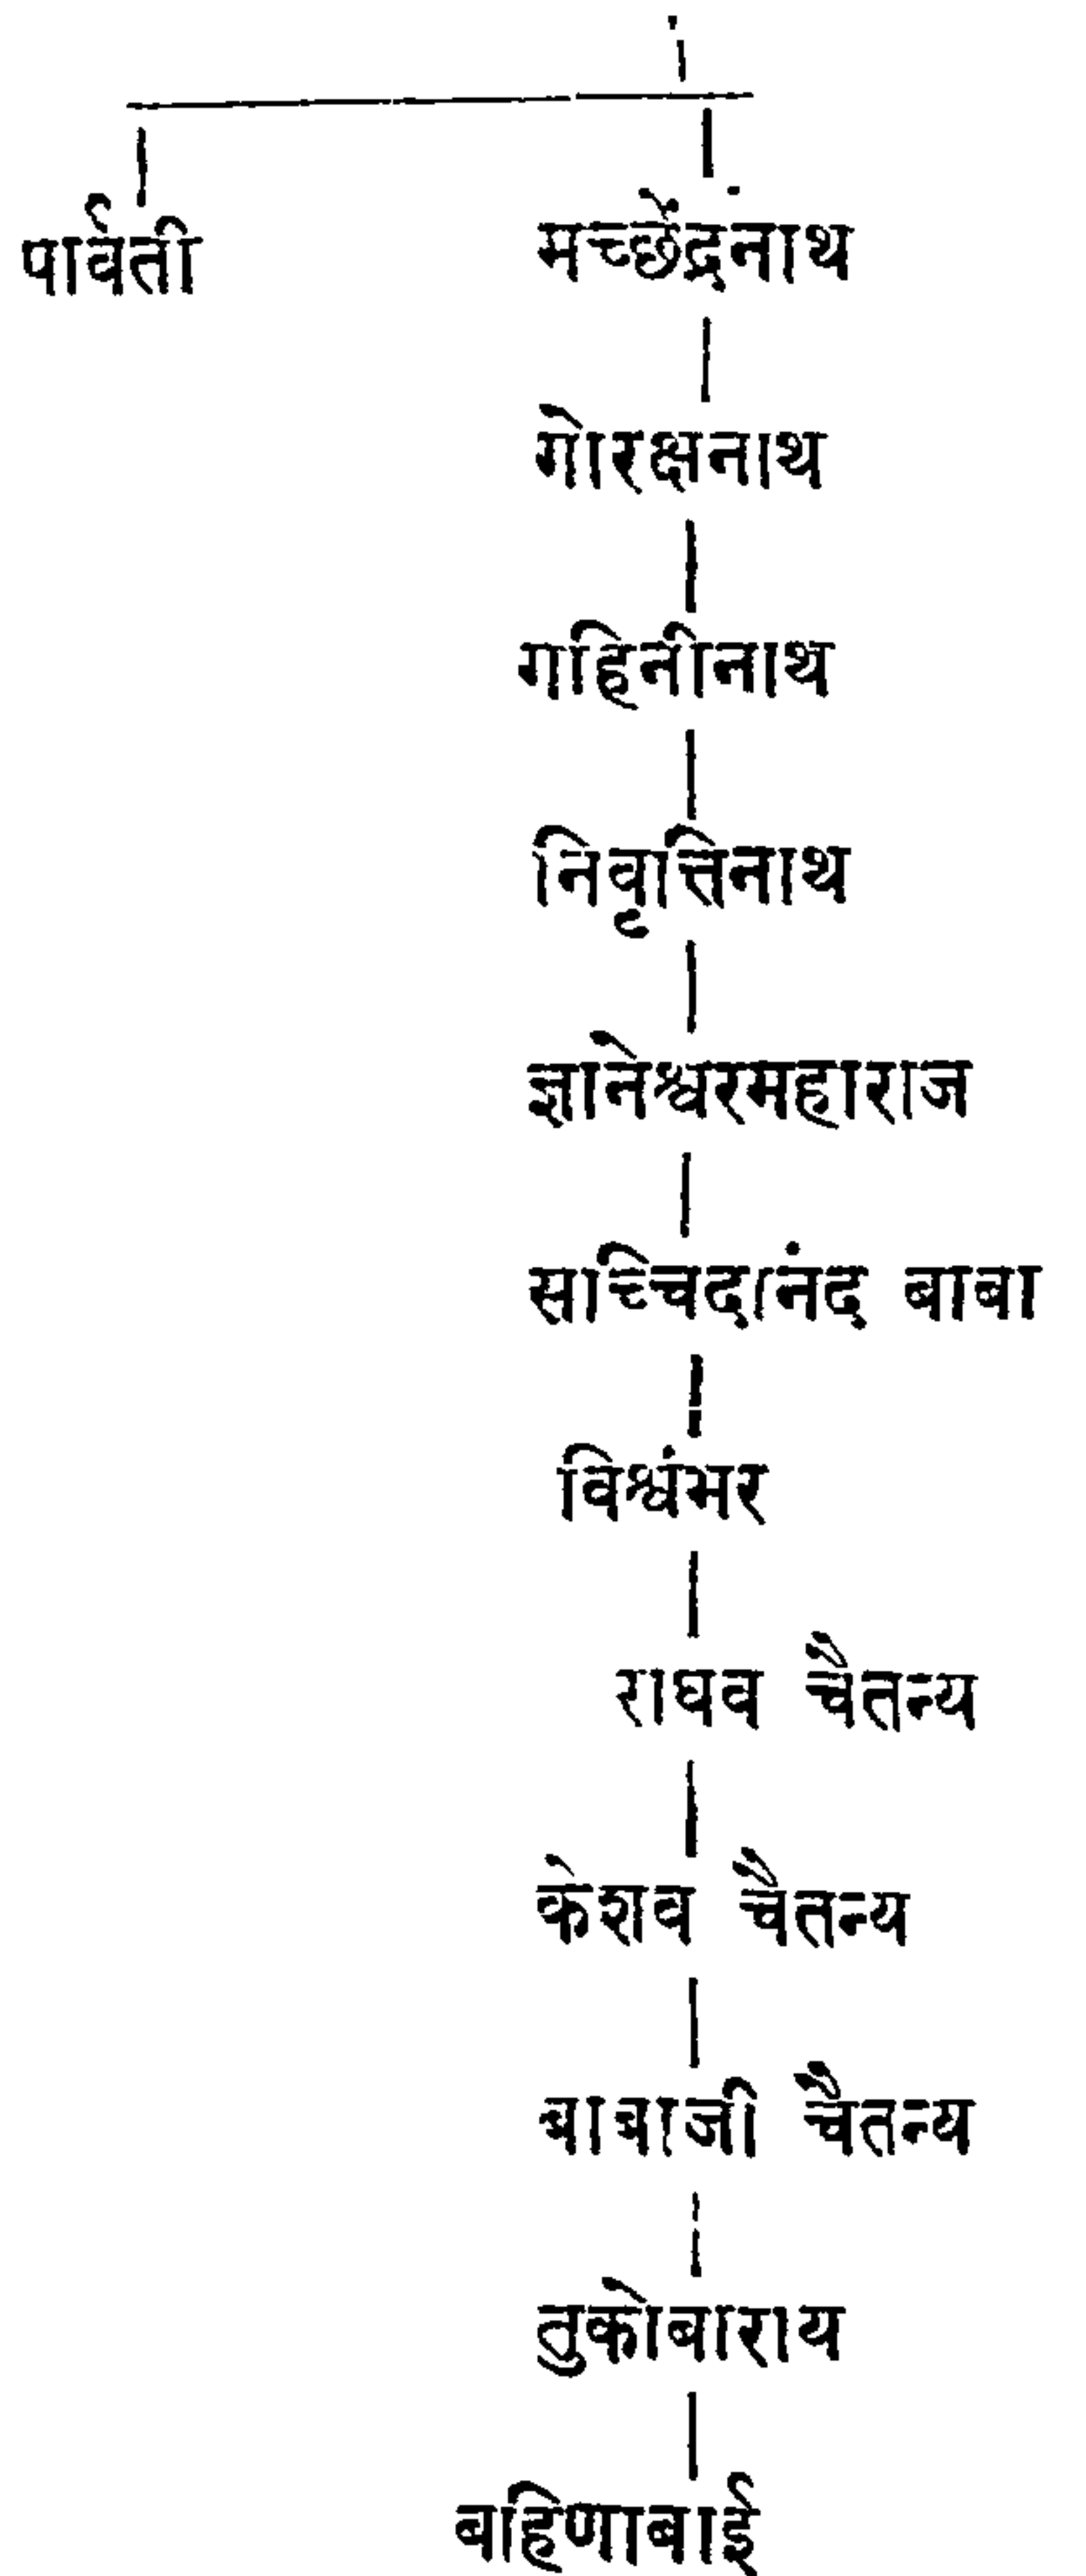 पार्वती मच्छेंद्रनाथ
गोरक्षनाथ
गहिनीनाथ
निवृत्तिनाथ
ज्ञानेश्वरमहाराज
सच्चिदानंद बाबा
विश्वंभर
राघव चैतन्य
केशव चैतन्य
बाबाजी चैतन्य
तुकोबाराय
बहिणाबाई